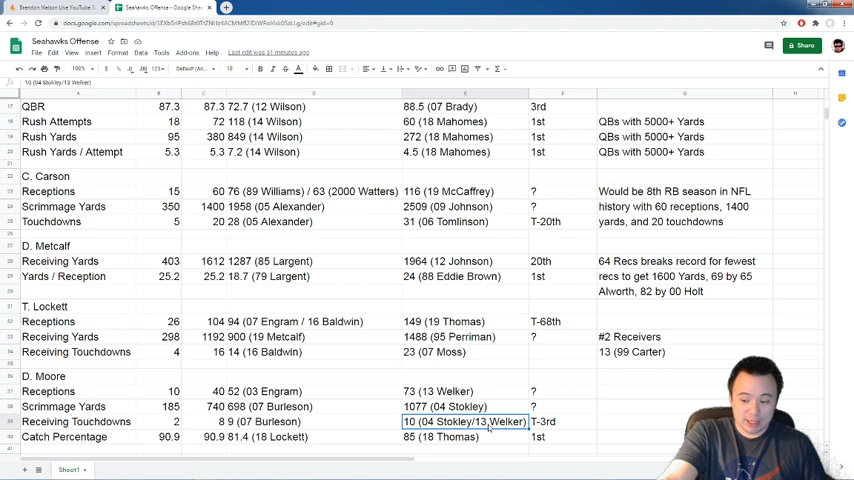 Brendon Nelson Live YouTube S
Seahawks Offense - Google Sheets
docs.google.com/spreadsheets/d/
Seahawks Offense
File Edit View Insert Format Data Tools Add-ons Help Last edit was 31 minutes ago
Share
100% $ % .0 .00 123 Default (Ari... 18 B I S A
fx 10 (04 Stokley/13 Welker)
A B C D E F G H
17 QBR 87.3 87.3 72.7 (12 Wilson) 88.5 (07 Brady) 3rd
18 Rush Attempts 18 72 118 (14 Wilson) 60 (18 Mahomes) 1st QBs with 5000+ Yards
19 Rush Yards 95 380 849 (14 Wilson) 272 (18 Mahomes) 1st QBs with 5000+ Yards
20 Rush Yards / Attempt 5.3 5.3 7.2 (14 Wilson) 4.5 (18 Mahomes) 1st QBs with 5000+ Yards
21
22 C. Carson
23 Receptions 15 60 76 (89 Williams) / 63 (2000 Watters) 116 (19 McCaffrey) ? Would be 8th RB season in NFL
24 Scrimmage Yards 350 1400 1958 (05 Alexander) 2509 (09 Johnson) ? history with 60 receptions, 1400
25 Touchdowns 5 20 28 (05 Alexander) 31 (06 Tomlinson) T-20th yards, and 20 touchdowns
26
27 D. Metcalf
28 Receiving Yards 403 1612 1287 (85 Largent) 1964 (12 Johnson) 20th 64 Recs breaks record for fewest
29 Yards / Reception 25.2 25.2 18.7 (79 Largent) 24 (88 Eddie Brown) 1st recs to get 1600 Yards, 69 by 65
30 Alworth, 82 by 00 Holt
31 T. Lockett
32 Receptions 26 104 94 (07 Engram / 16 Baldwin) 149 (19 Thomas) T-68th
33 Receiving Yards 298 1192 900 (19 Metcalf) 1488 (95 Perriman) ? #2 Receivers
34 Receiving Touchdowns 4 16 14 (16 Baldwin) 23 (07 Moss) 13 (99 Carter)
35
36 D. Moore
37 Receptions 10 40 52 (03 Engram) 73 (13 Welker) ?
38 Scrimmage Yards 185 740 698 (07 Burleson) 1077 (04 Stokley) ?
39 Receiving Touchdowns 2 8 9 (07 Burleson) 10 (04 Stokley/13 Welker) T-3rd
40 Catch Percentage 90.9 90.9 81.4 (18 Lockett) 85 (18 Thomas) 1st
41
Sheet1